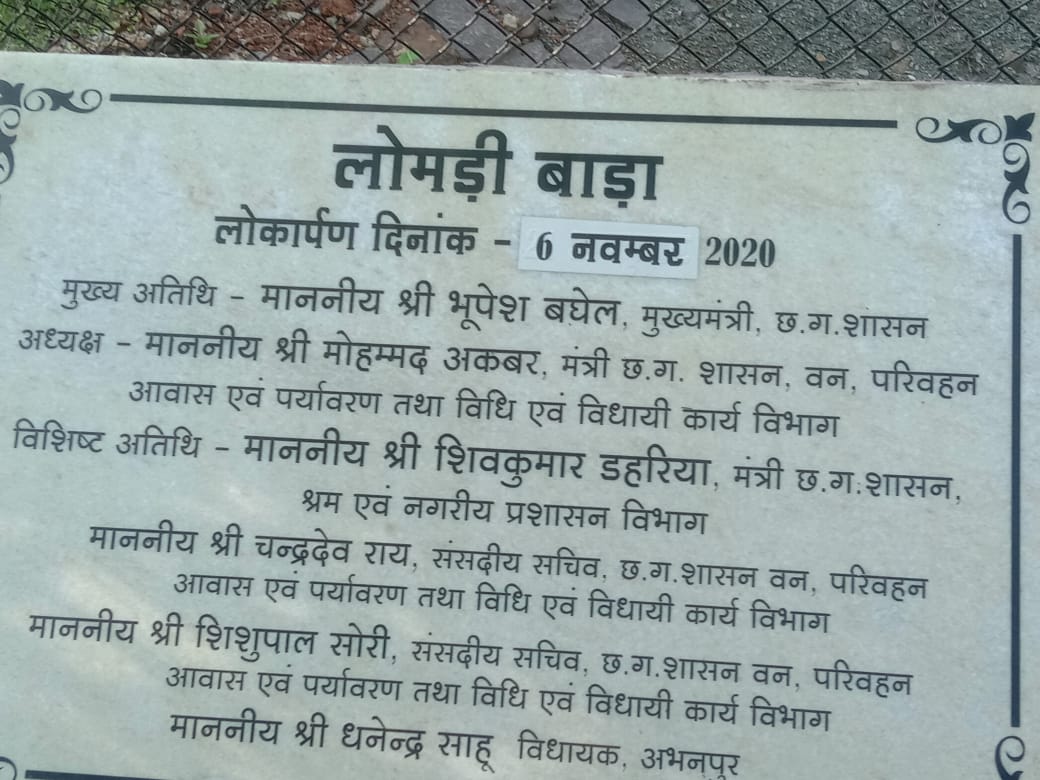 लोमड़ी बाड़ा
लोकार्पण दिनांक - 6 नवम्बर 2020
मुख्य अतिथि - माननीय श्री भूपेश बघेल, मुख्यमंत्री, छ.ग.शासन
अध्यक्ष - माननीय श्री मोहम्मद अकबर, मंत्री छ.ग. शासन, वन, परिवहन
आवास एवं पर्यावरण तथा विधि एवं विधायी कार्य विभाग
विशिष्ट अतिथि - माननीय श्री शिवकुमार डहरिया, मंत्री छ.ग.शासन,
श्रम एवं नगरीय प्रशासन विभाग
माननीय श्री चन्द्रदेव राय, संसदीय सचिव, छ.ग.शासन वन, परिवहन
आवास एवं पर्यावरण तथा विधि एवं विधायी कार्य विभाग
माननीय श्री शिशुपाल सोरी, संसदीय सचिव, छ.ग.शासन वन, परिवहन
आवास एवं पर्यावरण तथा विधि एवं विधायी कार्य विभाग
माननीय श्री धनेन्द्र साहू विधायक, अभनपुर